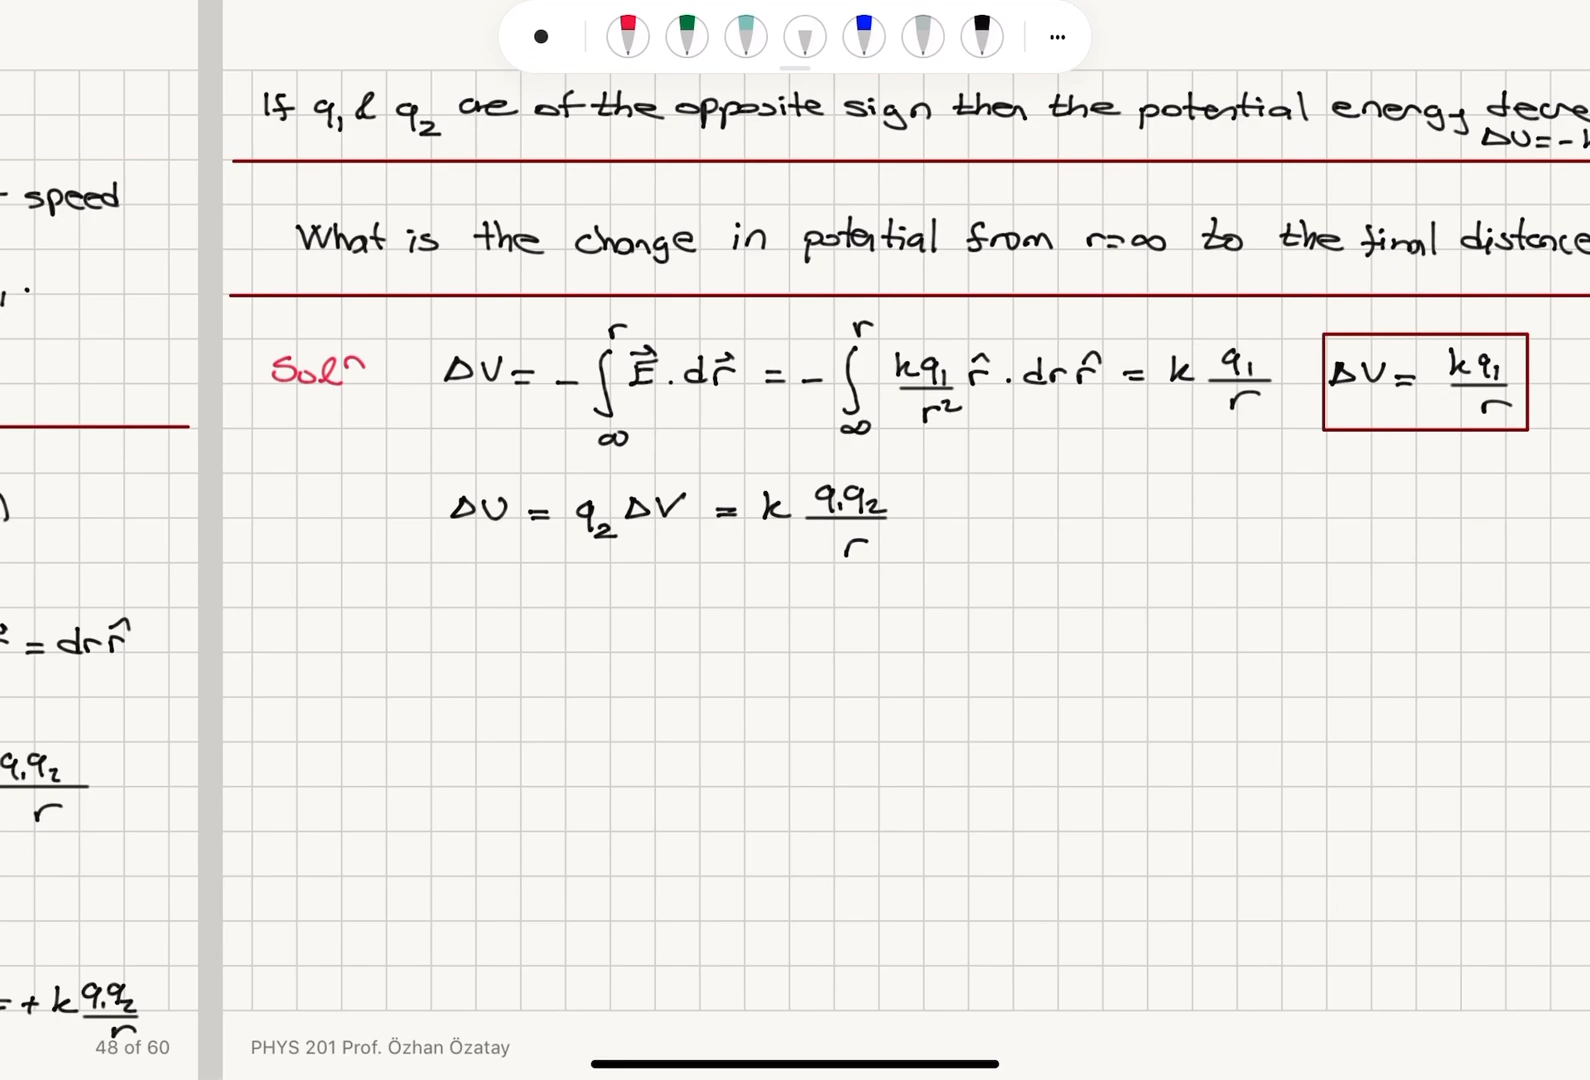 - speed
= dr r̂
q₁q₂
r
= + k q₁q₂
r
48 of 60
If q₁ & q₂ are of the opposite sign then the potential energy decre
ΔU = -
What is the change in potential from r=∞ to the final distance
Solⁿ ΔV = - ∫_∞^r E⃗ . dr⃗ = - ∫_∞^r kq₁/r² r̂ . dr r̂ = k q₁/r ΔV = kq₁/r
ΔU = q₂ ΔV = k q₁q₂/r
PHYS 201 Prof. Özhan Özatay